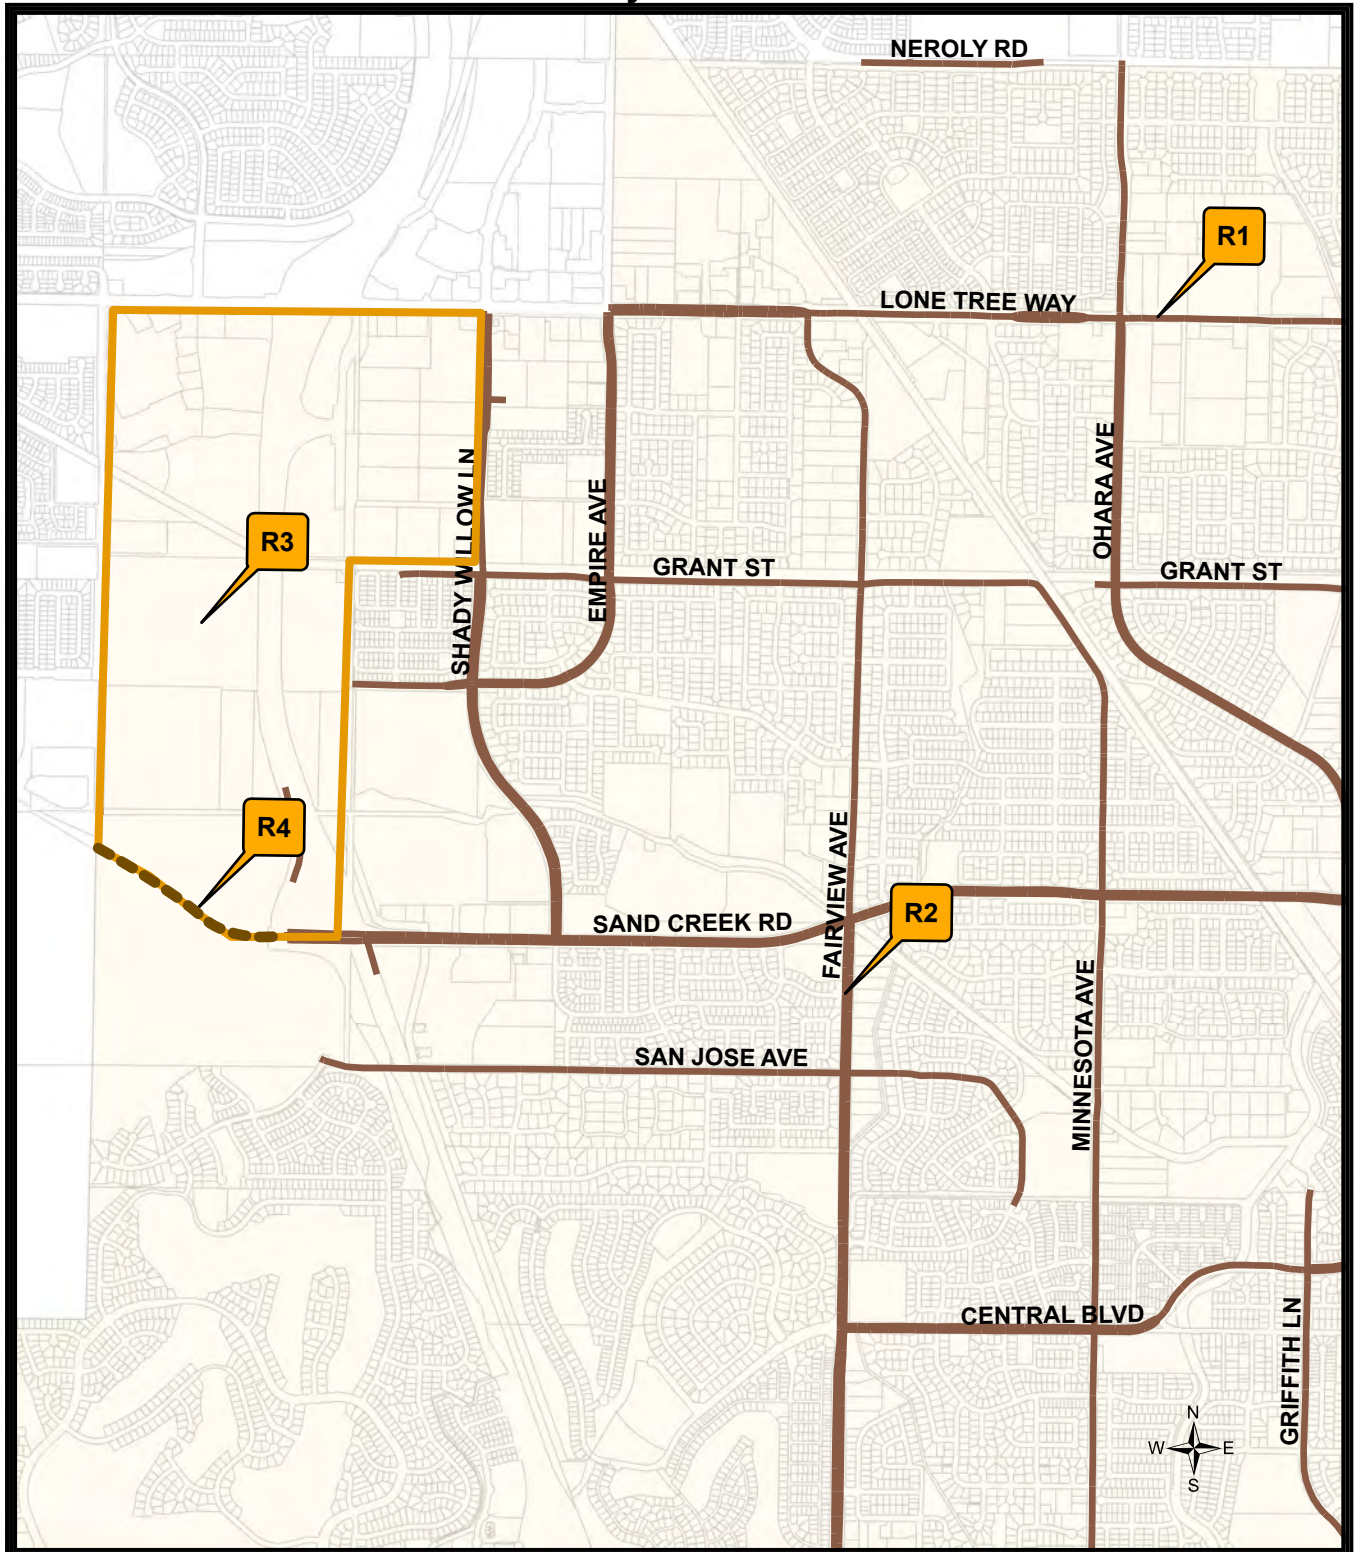 NEROLY RD
R1
LONE TREE WAY
SHADY WILLOW LN
EMPIRE AVE
OHARA AVE
R3
GRANT ST
GRANT ST
R4
FAIRVIEW AVE
R2
SAND CREEK RD
MINNESOTA AVE
SAN JOSE AVE
CENTRAL BLVD
GRIFFITH LN
N
W
E
S